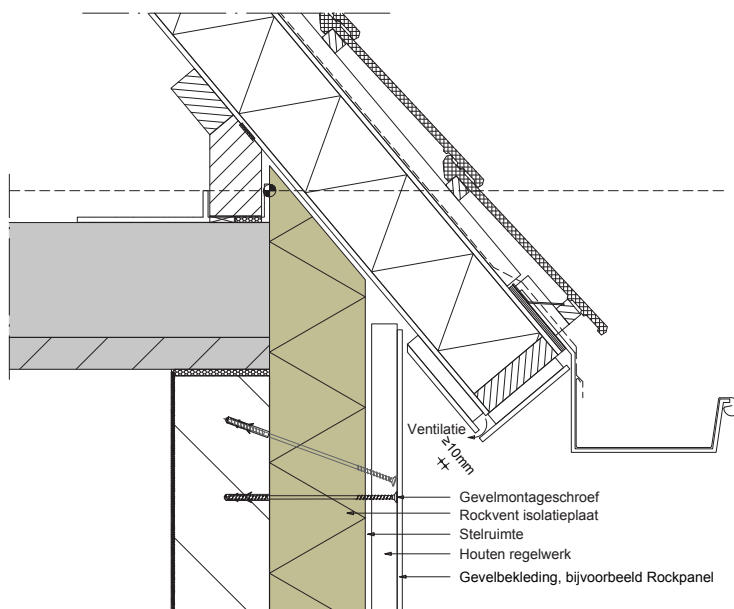 Ventilatie
≥10mm
Gevelmontageschroef
Rockvent isolatieplaat
Stelruimte
Houten regelwerk
Gevelbekleding, bijvoorbeeld Rockpanel